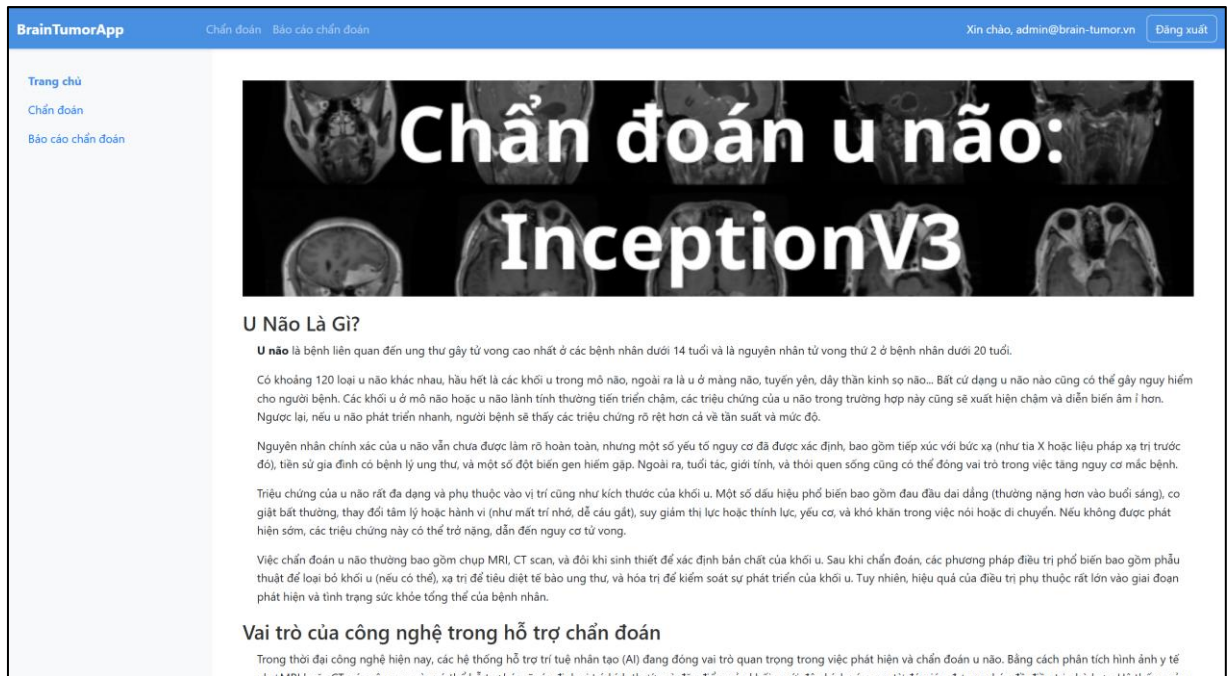 BrainTumorApp
Chẩn đoán Báo cáo chẩn đoán
Xin chào, admin@brain-tumor.vn
Đăng xuất
Trang chủ
Chẩn đoán
Báo cáo chẩn đoán
Chẩn đoán u não:
InceptionV3
U Não Là Gì?
U não là bệnh liên quan đến ung thư gây tử vong cao nhất ở các bệnh nhân dưới 14 tuổi và là nguyên nhân tử vong thứ 2 ở bệnh nhân dưới 20 tuổi.
Có khoảng 120 loại u não khác nhau, hầu hết là các khối u trong mô não, ngoài ra là u ở màng não, tuyến yên, dây thần kinh sọ não... Bất cứ dạng u não nào cũng có thể gây nguy hiểm
cho người bệnh. Các khối u ở mô não hoặc u não lành tính thường tiến triển chậm, các triệu chứng của u não trong trường hợp này cũng sẽ xuất hiện chậm và diễn biến âm ỉ hơn.
Ngược lại, nếu u não phát triển nhanh, người bệnh sẽ thấy các triệu chứng rõ rệt hơn cả về tần suất và mức độ.
Nguyên nhân chính xác của u não vẫn chưa được làm rõ hoàn toàn, nhưng một số yếu tố nguy cơ đã được xác định, bao gồm tiếp xúc với bức xạ (như tia X hoặc liệu pháp xạ trị trước
đó), tiền sử gia đình có bệnh lý ung thư, và một số đột biến gen hiếm gặp. Ngoài ra, tuổi tác, giới tính, và thói quen sống cũng có thể đóng vai trò trong việc tăng nguy cơ mắc bệnh.
Triệu chứng của u não rất đa dạng và phụ thuộc vào vị trí cũng như kích thước của khối u. Một số dấu hiệu phổ biến bao gồm đau đầu dai dẳng (thường nặng hơn vào buổi sáng), co
giật bất thường, thay đổi tâm lý hoặc hành vi (như mất trí nhớ, dễ cáu gắt), suy giảm thị lực hoặc thính lực, yếu cơ, và khó khăn trong việc nói hoặc di chuyển. Nếu không được phát
hiện sớm, các triệu chứng này có thể trở nặng, dẫn đến nguy cơ tử vong.
Việc chẩn đoán u não thường bao gồm chụp MRI, CT scan, và đôi khi sinh thiết để xác định bản chất của khối u. Sau khi chẩn đoán, các phương pháp điều trị phổ biến bao gồm phẫu
thuật để loại bỏ khối u (nếu có thể), xạ trị để tiêu diệt tế bào ung thư, và hóa trị để kiểm soát sự phát triển của khối u. Tuy nhiên, hiệu quả của điều trị phụ thuộc rất lớn vào giai đoạn
phát hiện và tình trạng sức khỏe tổng thể của bệnh nhân.
Vai trò của công nghệ trong hỗ trợ chẩn đoán
Trong thời đại công nghệ hiện nay, các hệ thống hỗ trợ trí tuệ nhân tạo (AI) đang đóng vai trò quan trọng trong việc phát hiện và chẩn đoán u não. Bằng cách phân tích hình ảnh y tế